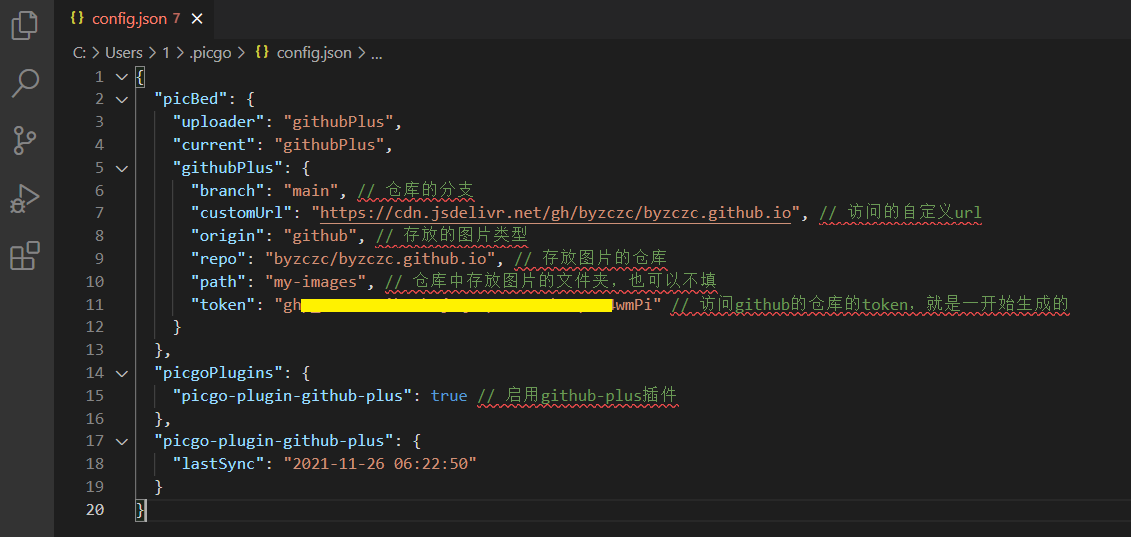 config.json 7
C: > Users > 1 > .picgo > config.json > ...
1 {
2 "picBed": {
3 "uploader": "githubPlus",
4 "current": "githubPlus",
5 "githubPlus": {
6 "branch": "main", // 仓库的分支
7 "customUrl": "https://cdn.jsdelivr.net/gh/byzczc/byzczc.github.io", // 访问的自定义url
8 "origin": "github", // 存放的图片类型
9 "repo": "byzczc/byzczc.github.io", // 存放图片的仓库
10 "path": "my-images", // 仓库中存放图片的文件夹，也可以不填
11 "token": "gh wmPi" // 访问github的仓库的token，就是一开始生成的
12 }
13 },
14 "picgoPlugins": {
15 "picgo-plugin-github-plus": true // 启用github-plus插件
16 },
17 "picgo-plugin-github-plus": {
18 "lastSync": "2021-11-26 06:22:50"
19 }
20 }